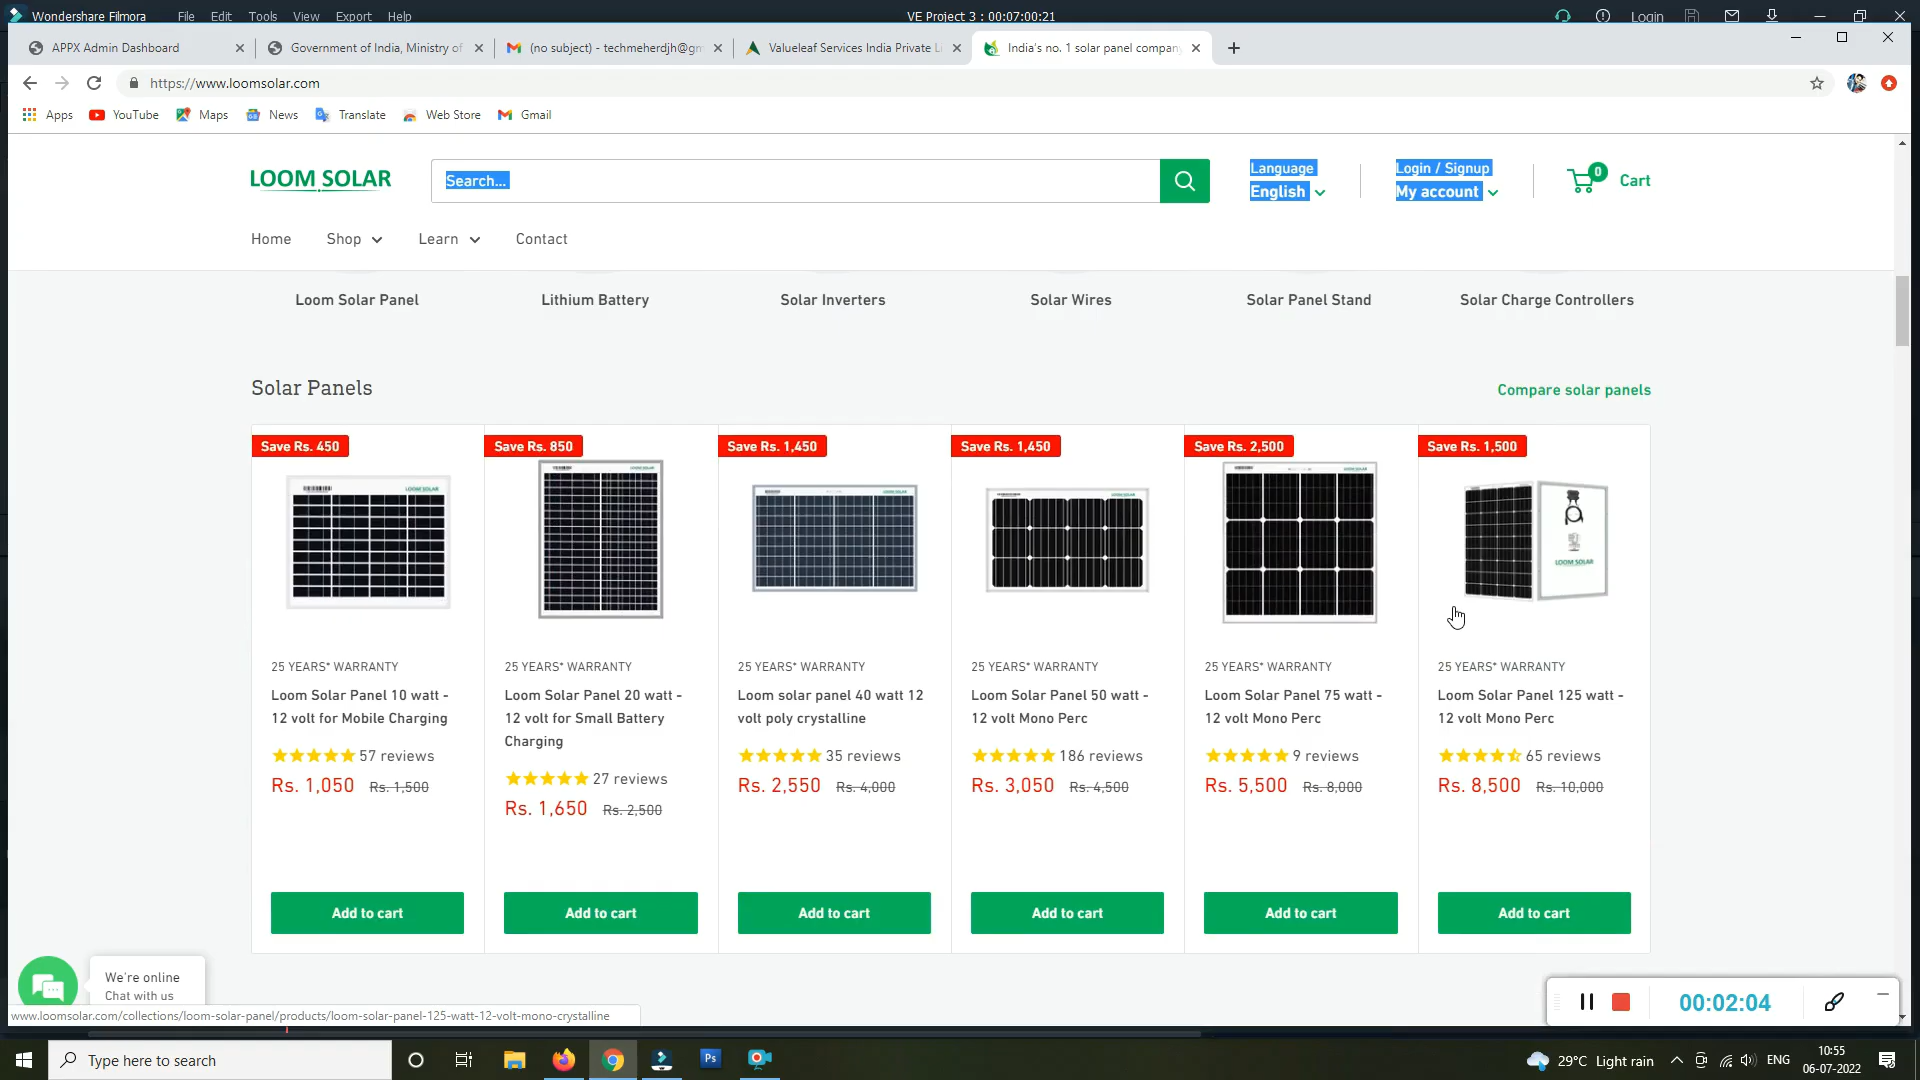 Wondershare Filmora File Edit Tools View Export Help VE Project 3 : 00:07:00:21 Login
APPX Admin Dashboard Government of India, Ministry of (no subject) - techmeherdjh@gm Valueleaf Services India Private Li India's no. 1 solar panel company
https://www.loomsolar.com
Apps YouTube Maps News Translate Web Store Gmail
LOOM SOLAR
Search...
Language
English
Login / Signup
My account
0
Cart
Home Shop Learn Contact
Loom Solar Panel Lithium Battery Solar Inverters Solar Wires Solar Panel Stand Solar Charge Controllers
Solar Panels
Compare solar panels
Save Rs. 450
25 YEARS* WARRANTY
Loom Solar Panel 10 watt -
12 volt for Mobile Charging
57 reviews
Rs. 1,050 Rs. 1,500
Add to cart
Save Rs. 850
25 YEARS* WARRANTY
Loom Solar Panel 20 watt -
12 volt for Small Battery
Charging
27 reviews
Rs. 1,650 Rs. 2,500
Add to cart
Save Rs. 1,450
25 YEARS* WARRANTY
Loom solar panel 40 watt 12
volt poly crystalline
35 reviews
Rs. 2,550 Rs. 4,000
Add to cart
Save Rs. 1,450
25 YEARS* WARRANTY
Loom Solar Panel 50 watt -
12 volt Mono Perc
186 reviews
Rs. 3,050 Rs. 4,500
Add to cart
Save Rs. 2,500
25 YEARS* WARRANTY
Loom Solar Panel 75 watt -
12 volt Mono Perc
9 reviews
Rs. 5,500 Rs. 8,000
Add to cart
Save Rs. 1,500
LOOM SOLAR
25 YEARS* WARRANTY
Loom Solar Panel 125 watt -
12 volt Mono Perc
65 reviews
Rs. 8,500 Rs. 10,000
Add to cart
We're online
Chat with us
www.loomsolar.com/collections/loom-solar-panel/products/loom-solar-panel-125-watt-12-volt-mono-crystalline
00:02:04
Type here to search
Ps
29°C Light rain
ENG
10:55
06-07-2022